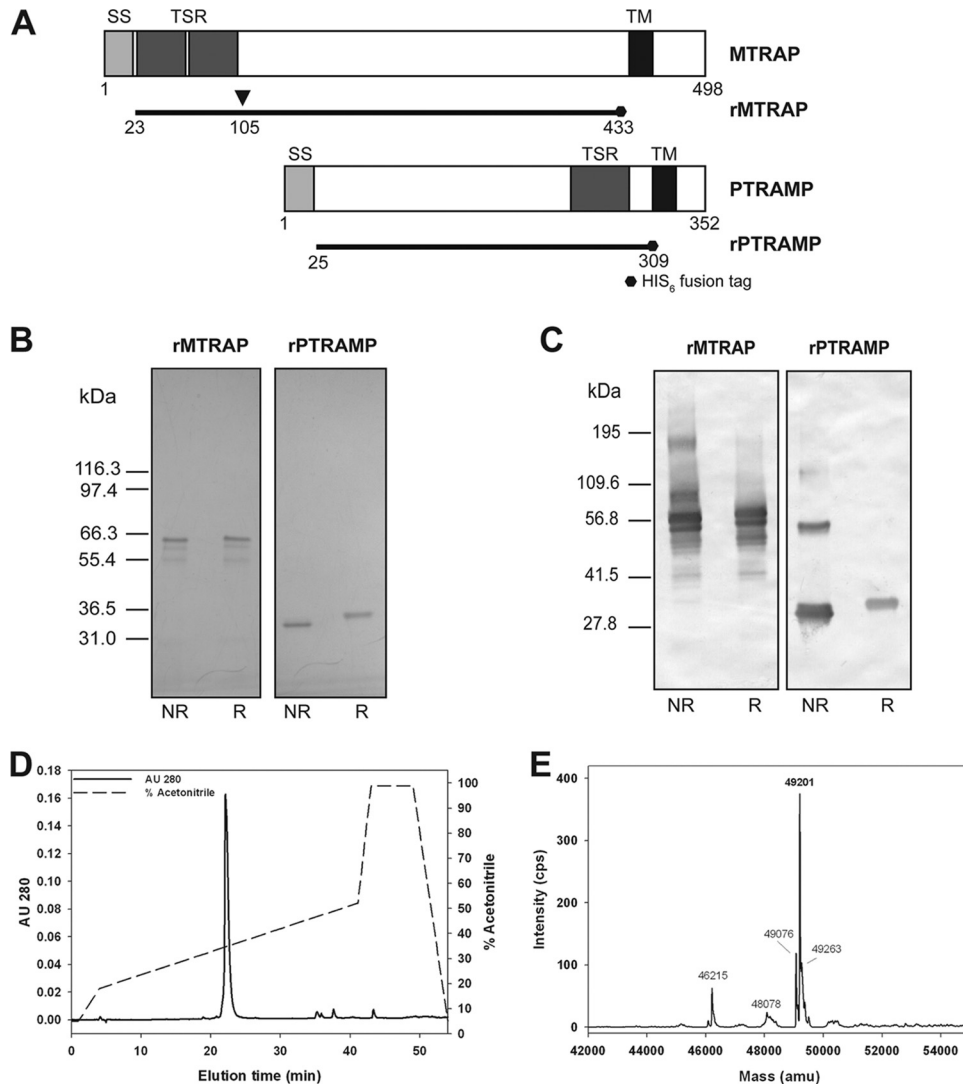 A
SS TSR TM
MTRAP
1 498
rMTRAP
23 105 433
SS TSR TM
PTRAMP
1 352
rPTRAMP
25 309
HIS6 fusion tag
B
rMTRAP rPTRAMP
kDa
116.3
97.4
66.3
55.4
36.5
31.0
NR R NR R
C
rMTRAP rPTRAMP
kDa
195
109.6
56.8
41.5
27.8
NR R NR R
D
AU 280
% Acetonitrile
0.18
0.16
0.14
0.12
0.10
0.08
0.06
0.04
0.02
0.00
AU 280
100
90
80
70
60
50
40
30
20
10
0
% Acetonitrile
0 10 20 30 40 50
Elution time (min)
E
400
300
200
100
0
Intensity (cps)
49201
49076
49263
46215
48078
42000 44000 46000 48000 50000 52000 54000
Mass (amu)